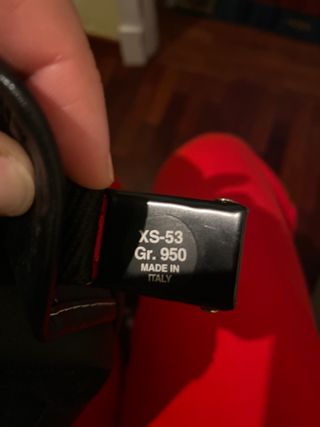 XS-53
Gr. 950
MADE IN
ITALY